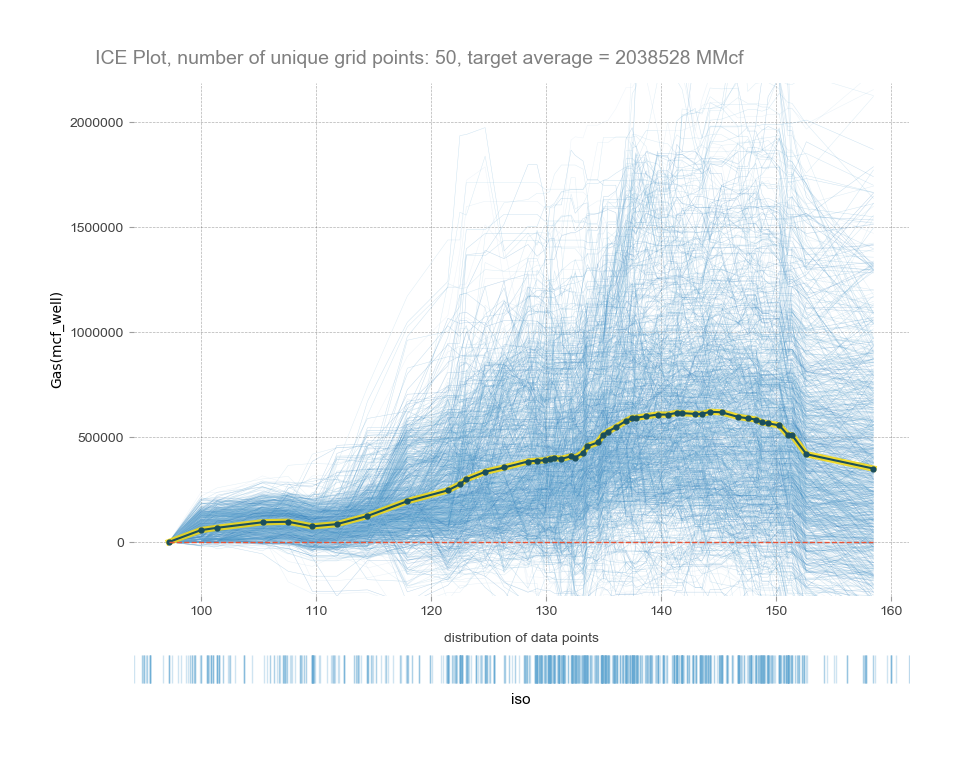 ICE Plot, number of unique grid points: 50, target average = 2038528 MMcf
Gas(mcf_well)
2000000
1500000
1000000
500000
0
100 110 120 130 140 150 160
distribution of data points
iso